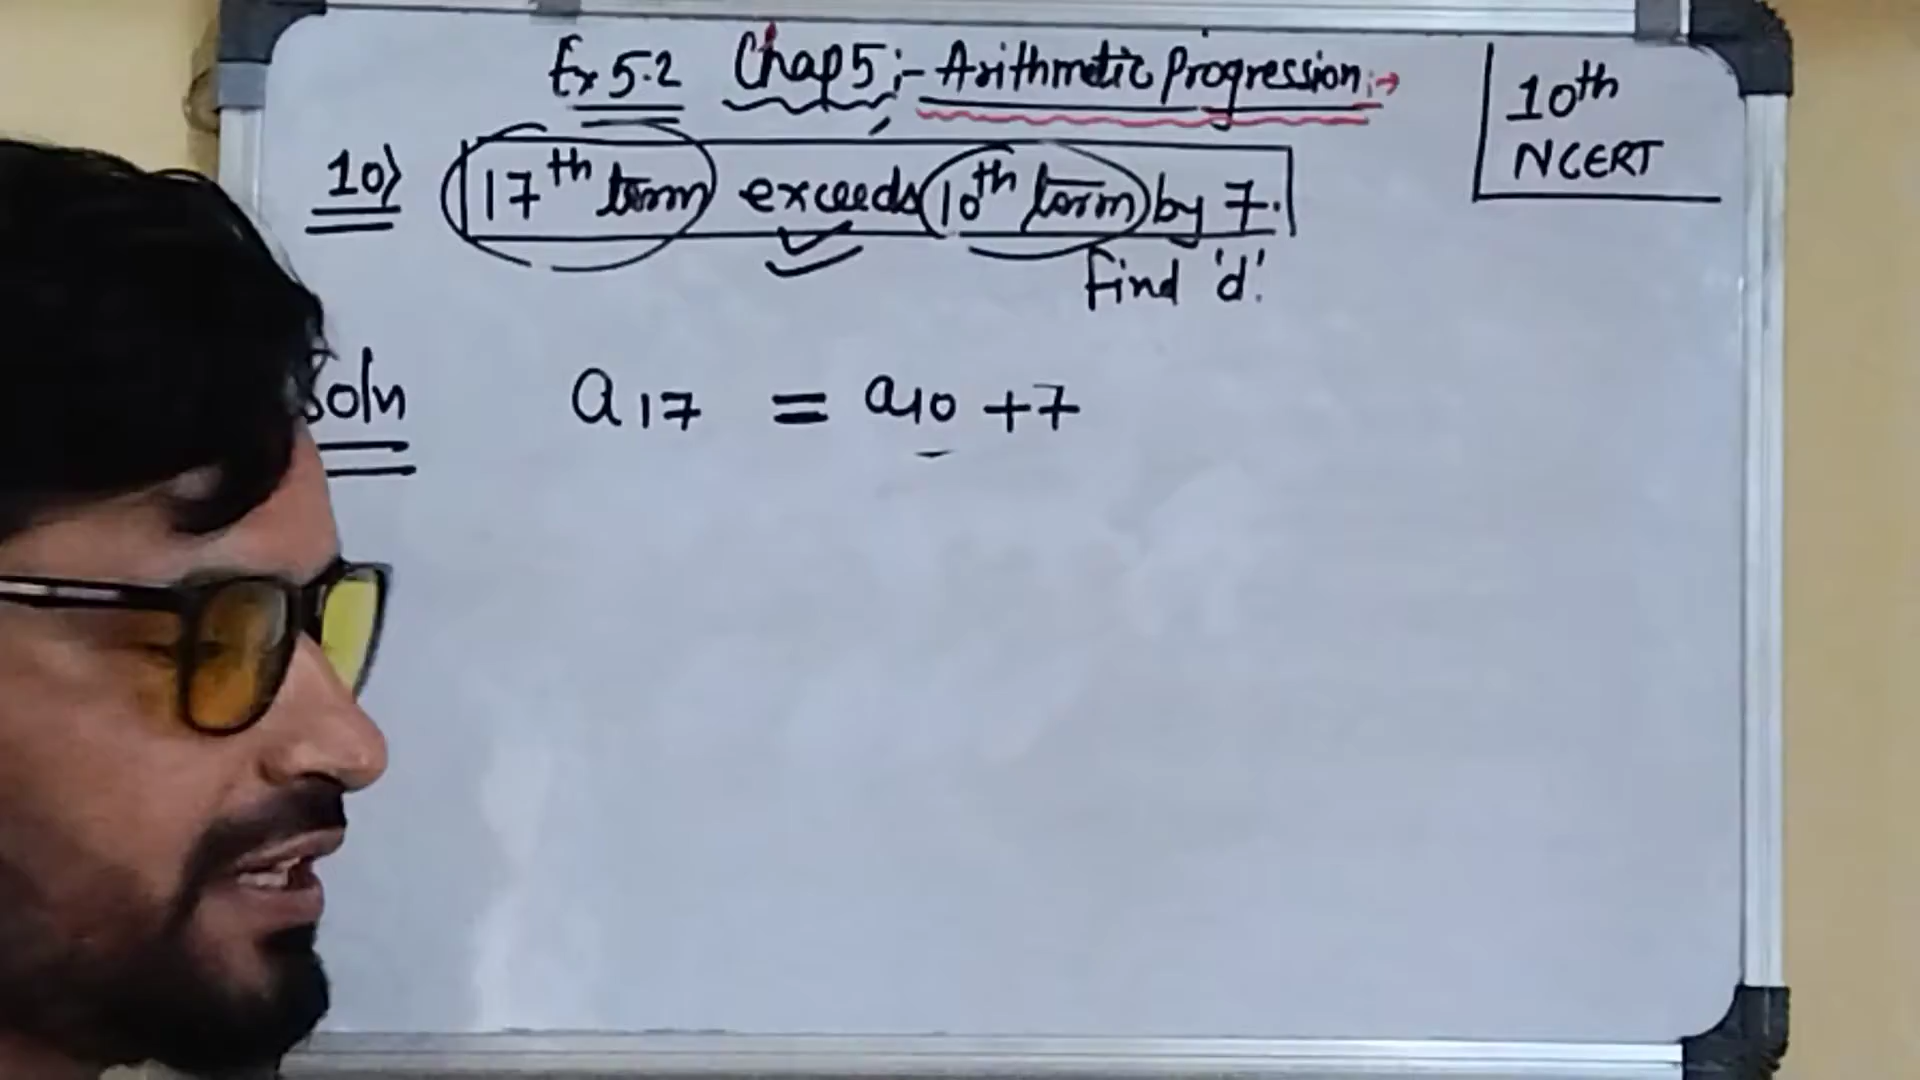 Ex 5.2 Chap 5 :- Arithmetic Progression :→
10th
NCERT
10) 17th term exceeds 10th term by 7.
Find 'd'.
Soln a17 = a10 + 7